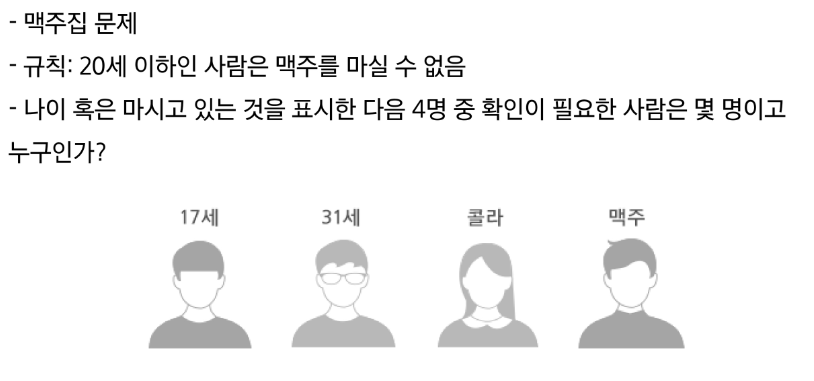 - 맥주집 문제
- 규칙: 20세 이하인 사람은 맥주를 마실 수 없음
- 나이 혹은 마시고 있는 것을 표시한 다음 4명 중 확인이 필요한 사람은 몇 명이고
누구인가?
17세 31세 콜라 맥주